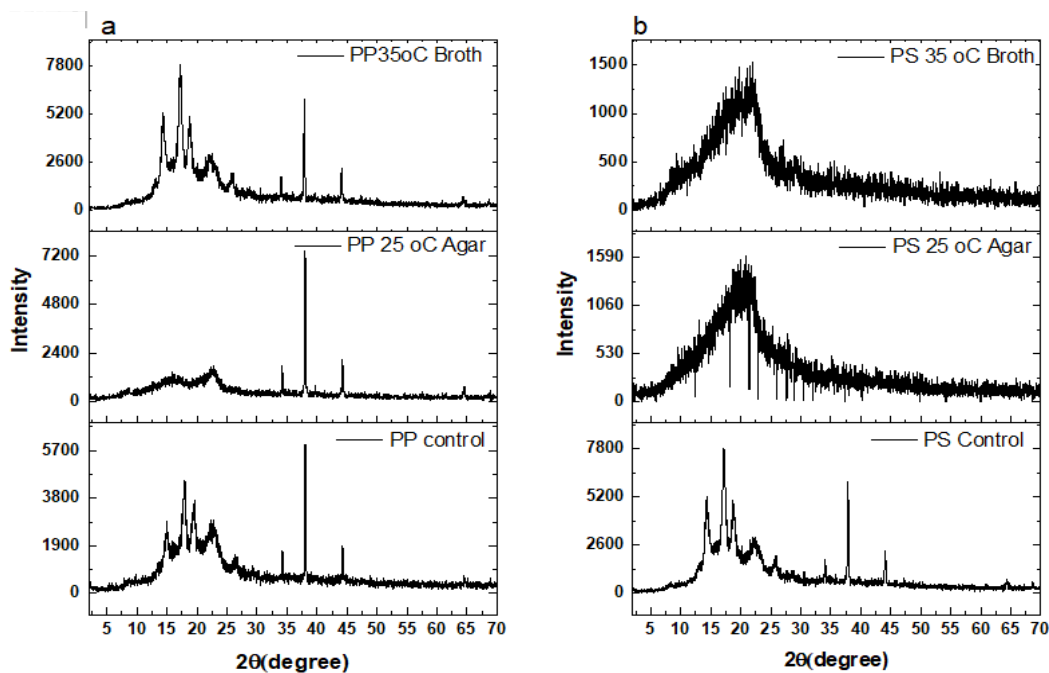 a
PP35oC Broth
7800
5200
2600
0
PP 25 oC Agar
7200
4800
2400
0
PP control
5700
3800
1900
0
Intensity
5 10 15 20 25 30 35 40 45 50 55 60 65 70
2θ(degree)
b
PS 35 oC Broth
1500
1000
500
0
PS 25 oC Agar
1590
1060
530
0
PS Control
7800
5200
2600
0
Intensity
5 10 15 20 25 30 35 40 45 50 55 60 65 70
2θ(degree)